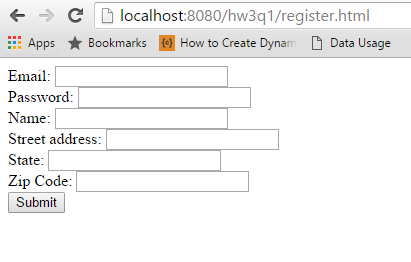 localhost:8080/hw3q1/register.html
Apps Bookmarks How to Create Dynam Data Usage
Email:
Password:
Name:
Street address:
State:
Zip Code:
Submit